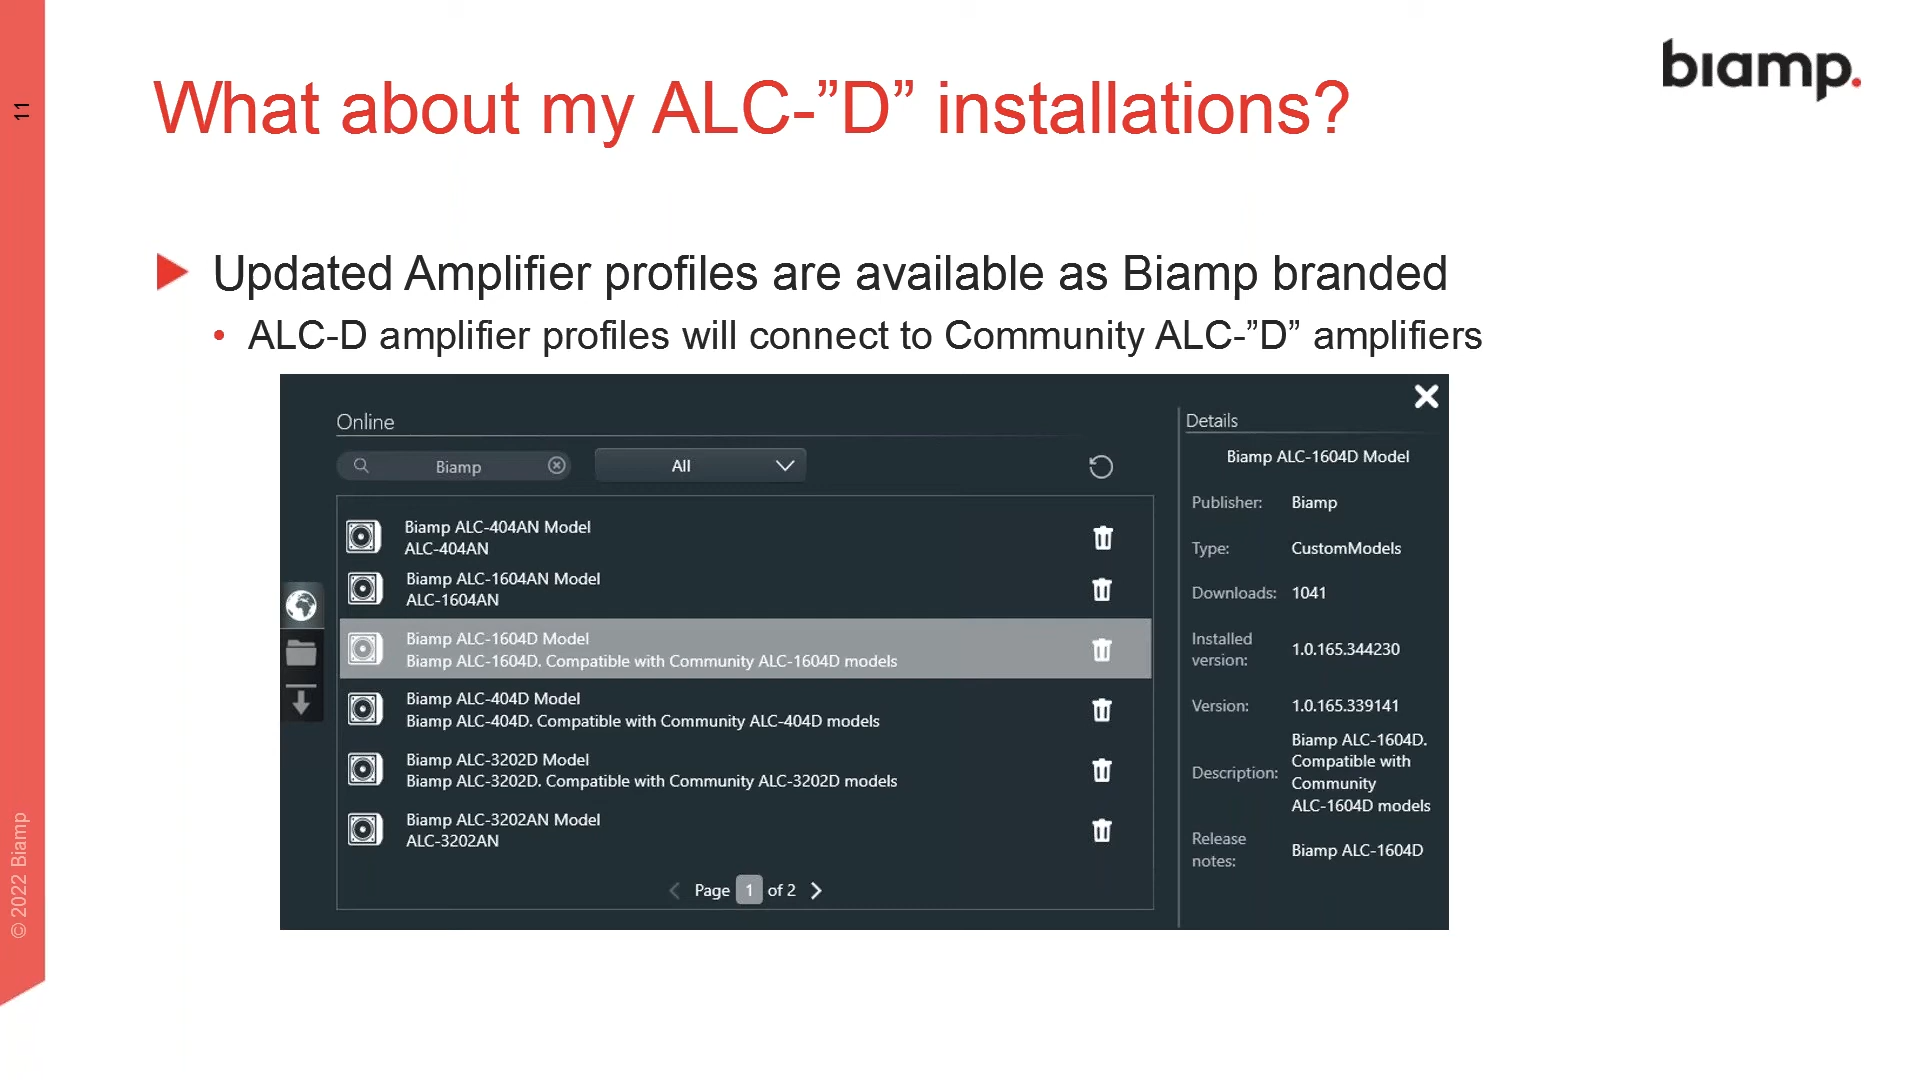 biamp.
What about my ALC-”D” installations?
11
Updated Amplifier profiles are available as Biamp branded
• ALC-D amplifier profiles will connect to Community ALC-”D” amplifiers
Online
Biamp
All
Biamp ALC-404AN Model
ALC-404AN
Biamp ALC-1604AN Model
ALC-1604AN
Biamp ALC-1604D Model
Biamp ALC-1604D. Compatible with Community ALC-1604D models
Biamp ALC-404D Model
Biamp ALC-404D. Compatible with Community ALC-404D models
Biamp ALC-3202D Model
Biamp ALC-3202D. Compatible with Community ALC-3202D models
Biamp ALC-3202AN Model
ALC-3202AN
Page 1 of 2
Details
Biamp ALC-1604D Model
Publisher: Biamp
Type: CustomModels
Downloads: 1041
Installed
version: 1.0.165.344230
Version: 1.0.165.339141
Description: Biamp ALC-1604D.
Compatible with
Community
ALC-1604D models
Release
notes: Biamp ALC-1604D
© 2022 Biamp